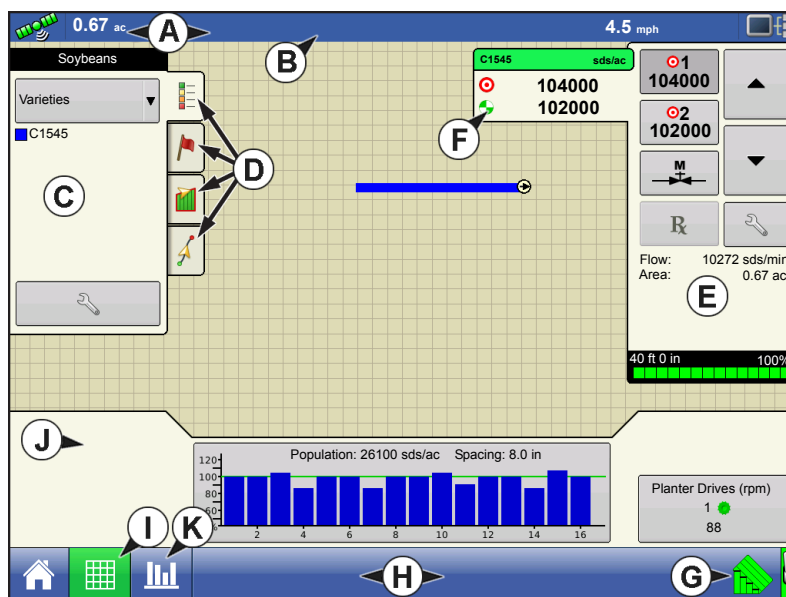 0.67 ac
A
4.5 mph
B
Soybeans
Varieties
C1545
C
D
C1545 sds/ac
104000
102000
F
1
104000
2
102000
M
Rx
Flow: 10272 sds/min
Area: 0.67 ac
E
40 ft 0 in 100%
J
Population: 26100 sds/ac Spacing: 8.0 in
120
100
80
60
%
2 4 6 8 10 12 14 16
Planter Drives (rpm)
1
88
I
K
H
G